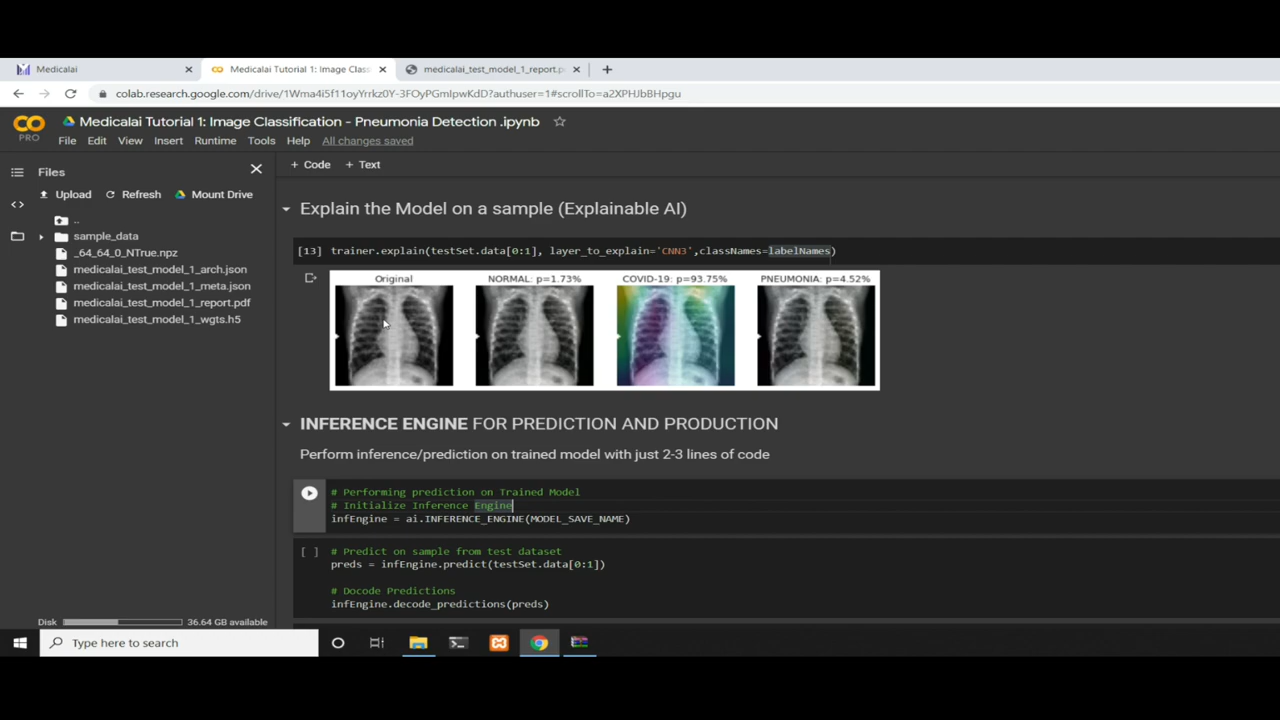 Medicalai
Medicalai Tutorial 1: Image Clas
medicalai_test_model_1_report.p
colab.research.google.com/drive/1Wma4i5f11oyYrrkz0Y-3FOyPGmIpwKdD?authuser=1#scrollTo=a2XPHJbBHpgu
CO
PRO
Medicalai Tutorial 1: Image Classification - Pneumonia Detection .ipynb
File Edit View Insert Runtime Tools Help All changes saved
Files
+ Code + Text
Upload Refresh Mount Drive
..
sample_data
_64_64_0_NTrue.npz
medicalai_test_model_1_arch.json
medicalai_test_model_1_meta.json
medicalai_test_model_1_report.pdf
medicalai_test_model_1_wgts.h5
Disk 36.64 GB available
Explain the Model on a sample (Explainable AI)
[13] trainer.explain(testSet.data[0:1], layer_to_explain='CNN3',classNames=labelNames)
Original NORMAL: p=1.73% COVID-19: p=93.75% PNEUMONIA: p=4.52%
INFERENCE ENGINE FOR PREDICTION AND PRODUCTION
Perform inference/prediction on trained model with just 2-3 lines of code
# Performing prediction on Trained Model
# Initialize Inference Engine
infEngine = ai.INFERENCE_ENGINE(MODEL_SAVE_NAME)
[ ] # Predict on sample from test dataset
preds = infEngine.predict(testSet.data[0:1])
# Docode Predictions
infEngine.decode_predictions(preds)
Type here to search